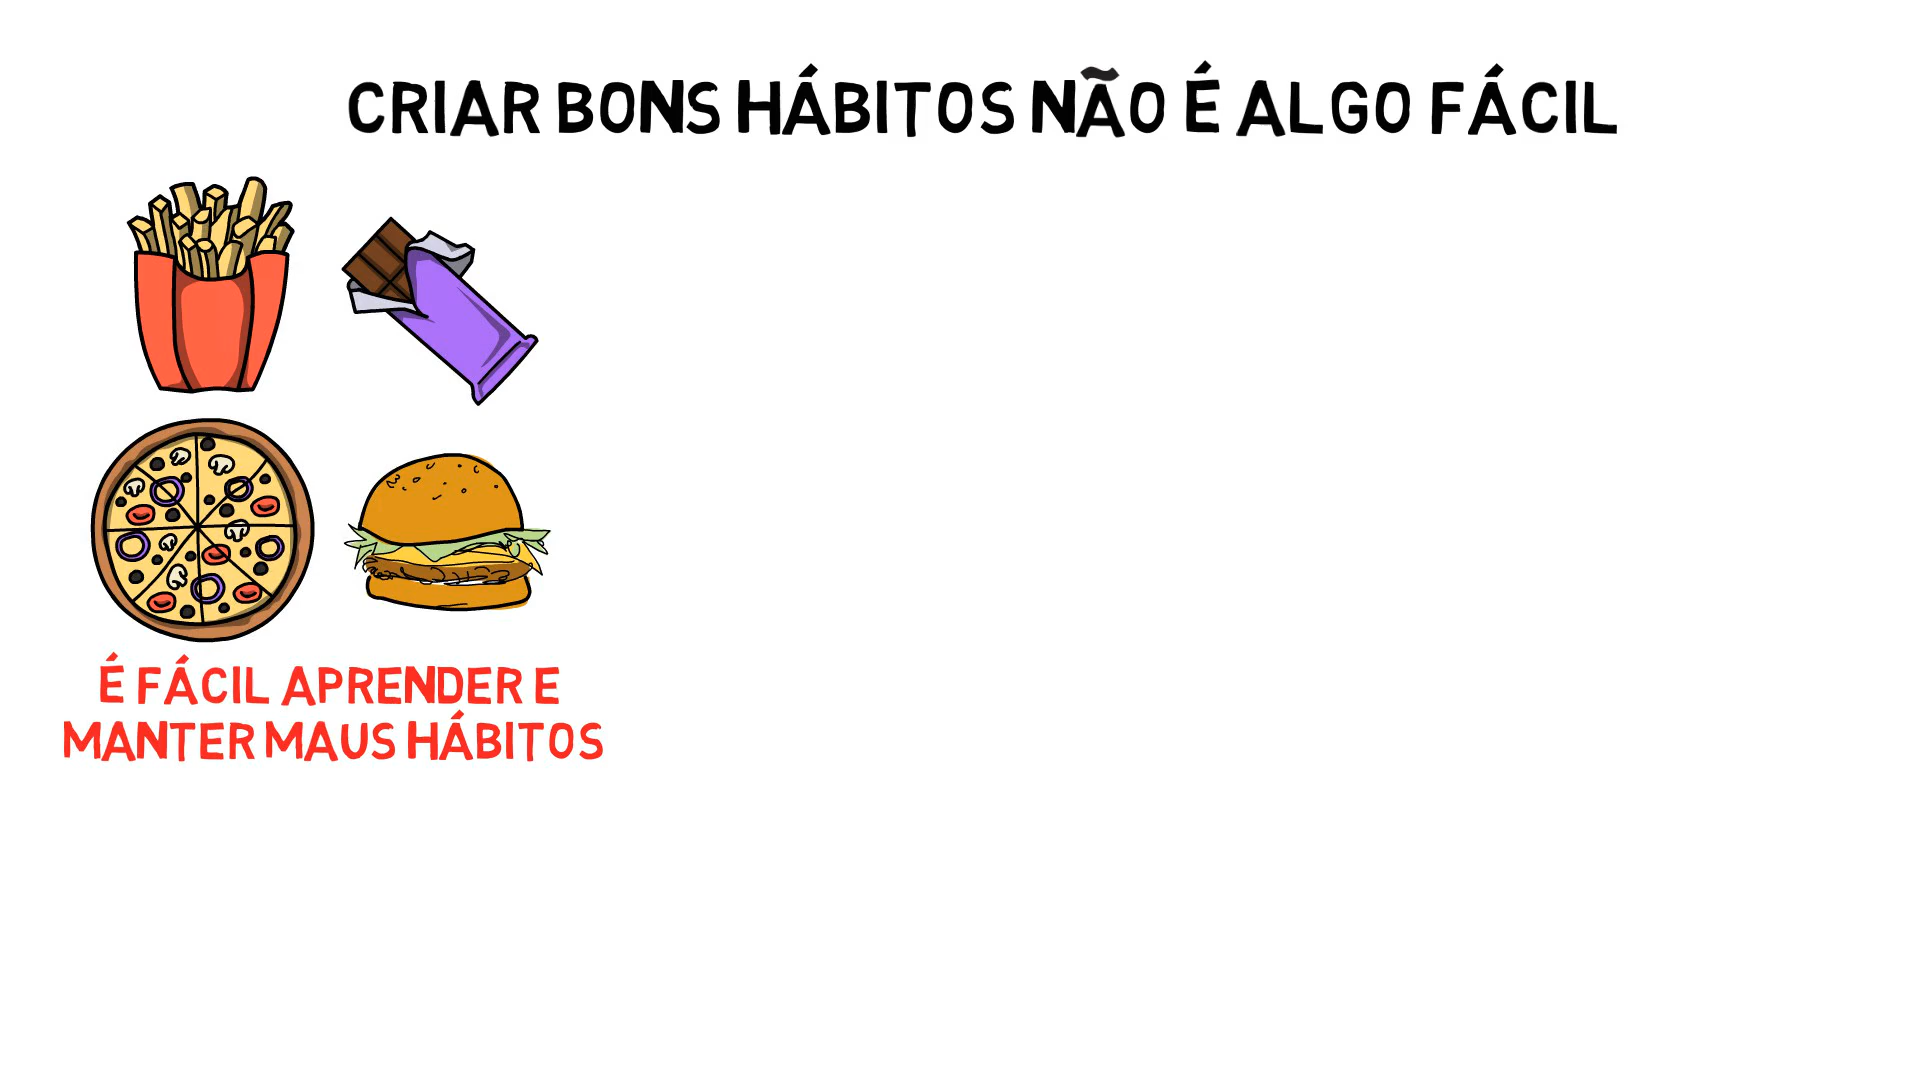 CRIAR BONS HÁBITOS NÃO É ALGO FÁCIL
É FÁCIL APRENDER E
MANTER MAUS HÁBITOS